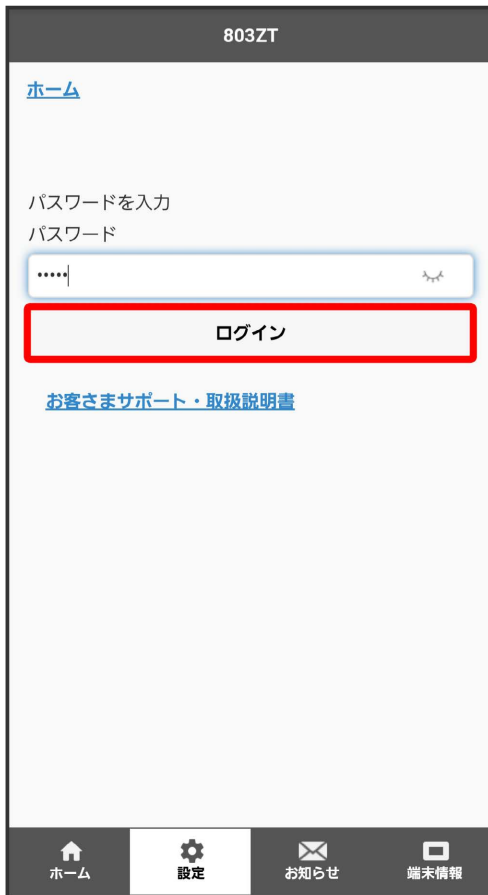 803ZT
ホーム
パスワードを入力
パスワード
•••••
ログイン
お客さまサポート・取扱説明書
ホーム
設定
お知らせ
端末情報